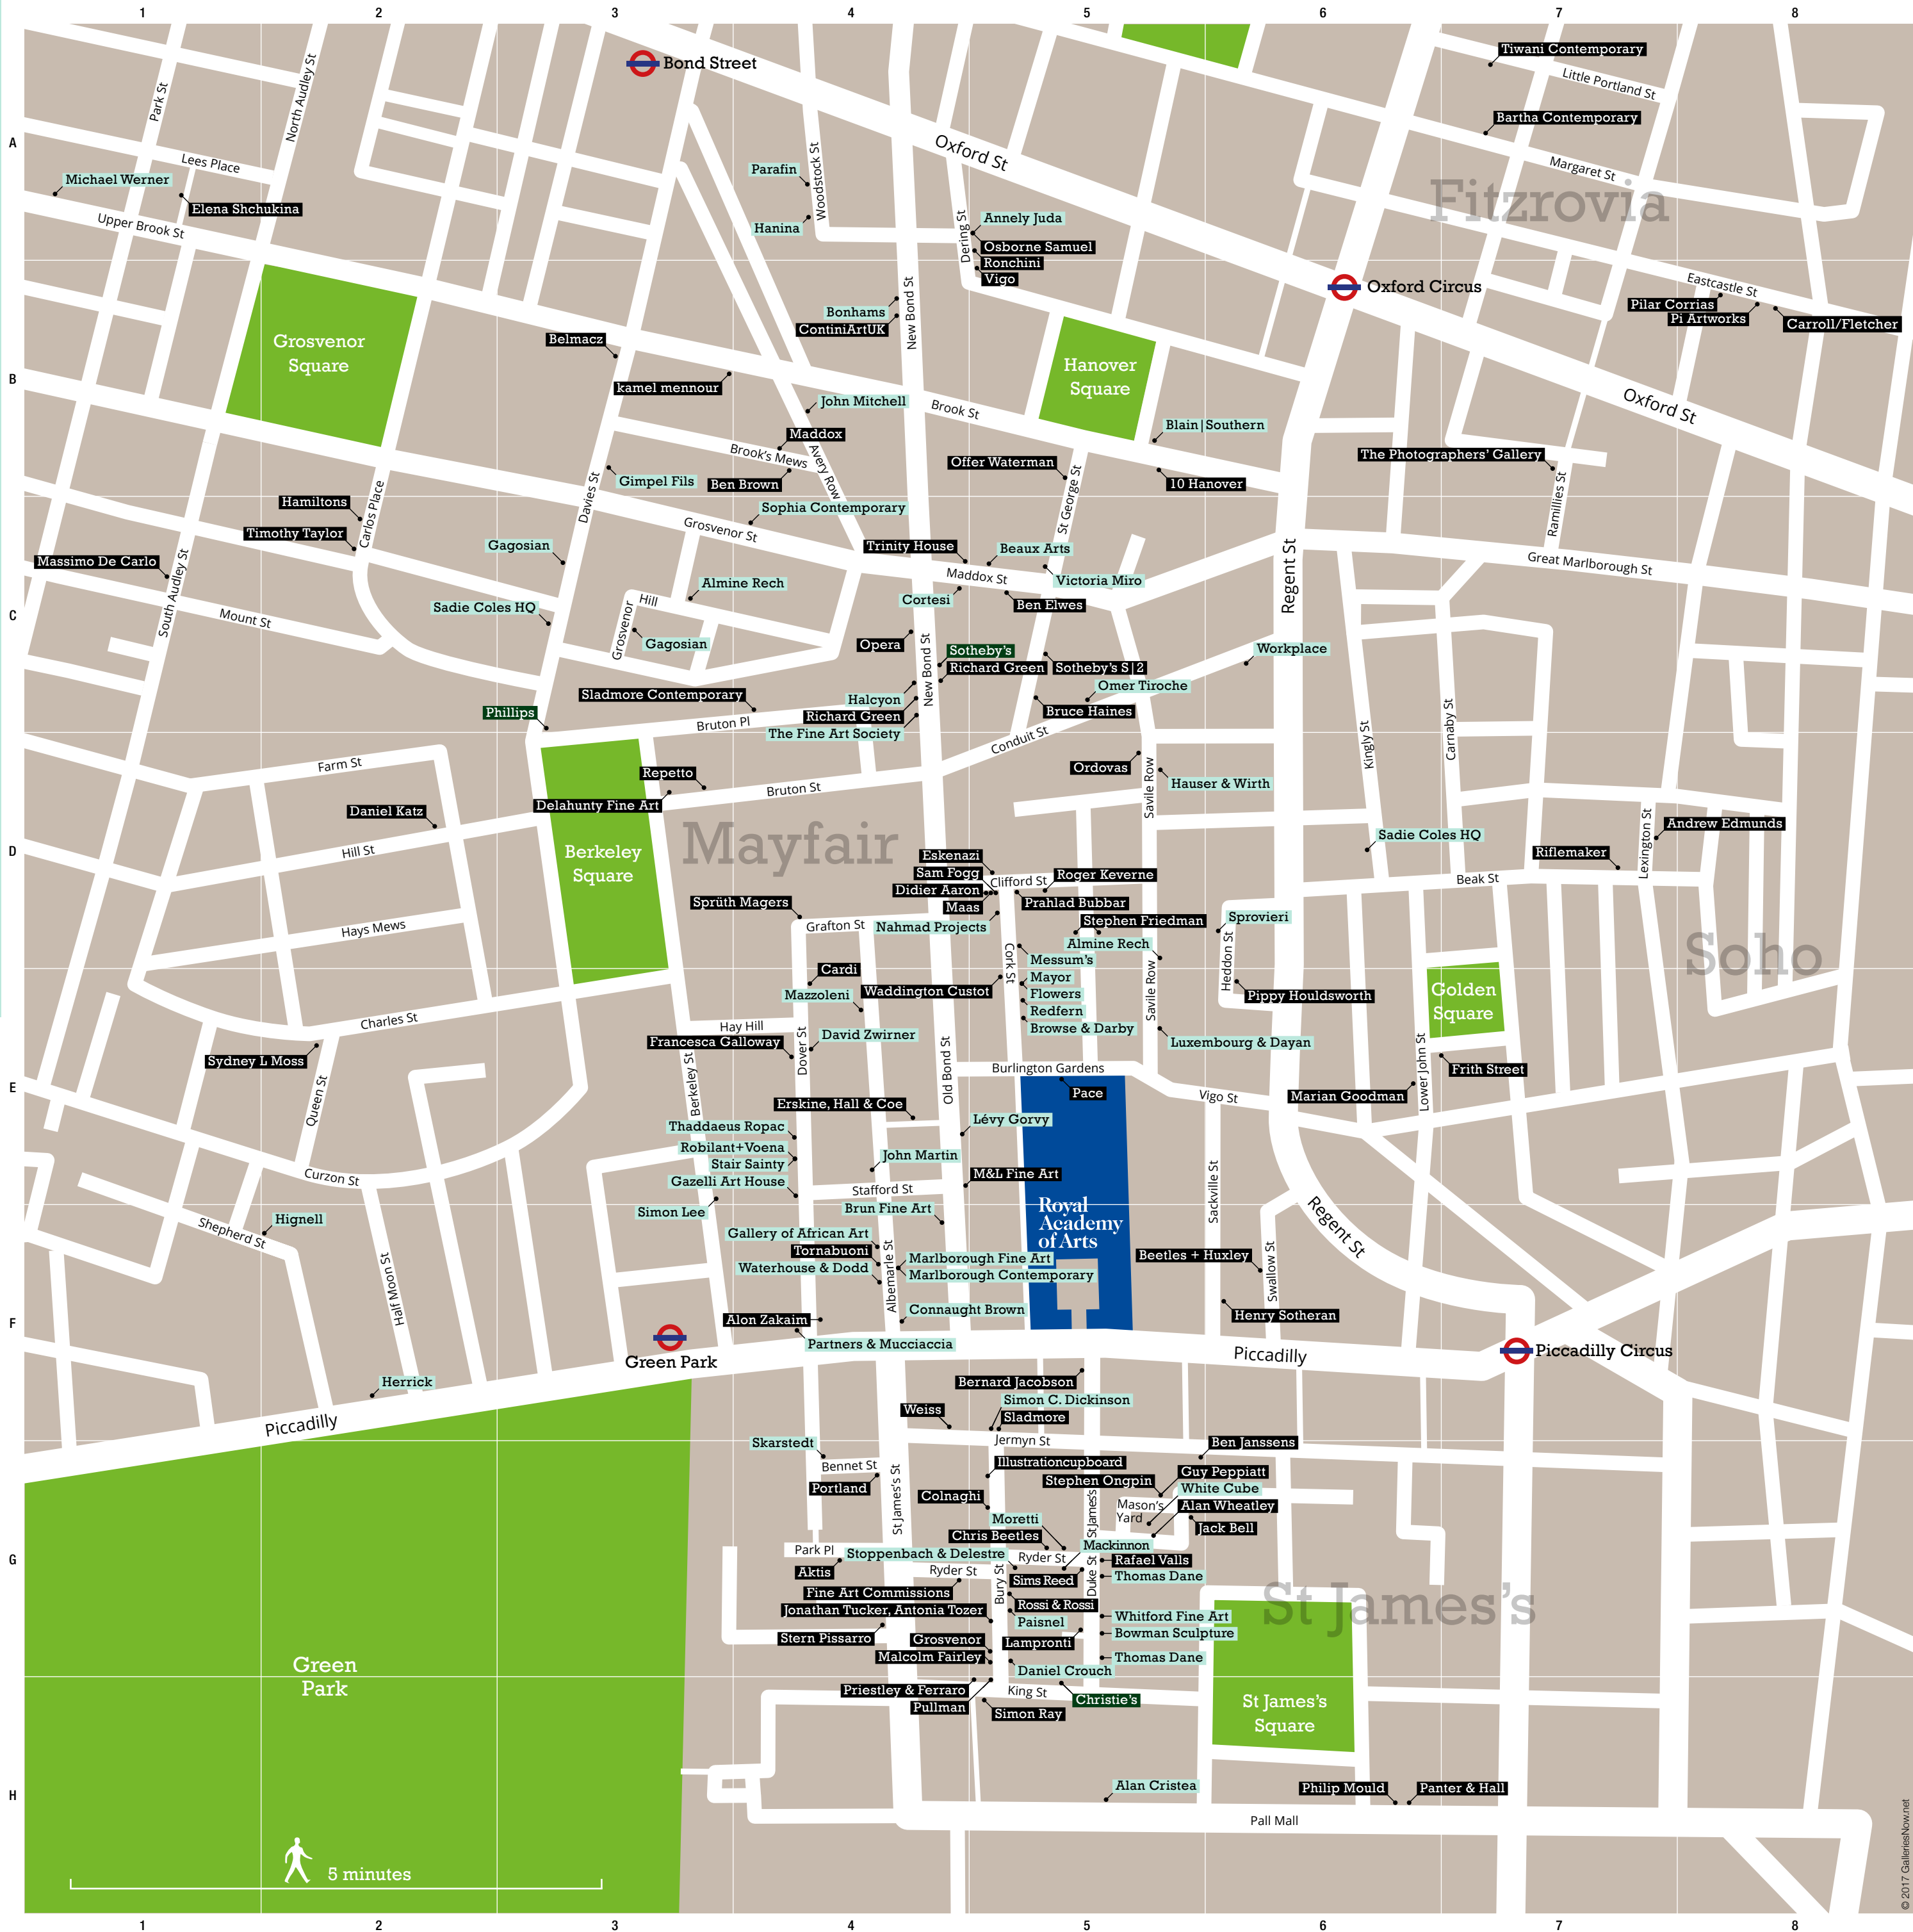 1 2 3 4 5 6 7 8
A
B
C
D
E
F
G
H
Bond Street
Tiwani Contemporary
Little Portland St
Park St
North Audley St
Bartha Contemporary
Oxford St
Woodstock St
Lees Place
Margaret St
Parafin
Michael Werner
Fitzrovia
Elena Shchukina
Upper Brook St
Hanina
Dering St
Annely Juda
Osborne Samuel
Ronchini
Vigo
Oxford Circus
Eastcastle St
Pilar Corrias
Pi Artworks
Carroll/Fletcher
Bonhams
ContiniArtUK
New Bond St
Grosvenor
Square
Belmacz
Hanover
Square
kamel mennour
John Mitchell
Brook St
Oxford St
Blain|Southern
Maddox
Brook's Mews
Avery Row
Ben Brown
Offer Waterman
The Photographers' Gallery
10 Hanover
Gimpel Fils
Davies St
St George St
Ramillies St
Hamiltons
Sophia Contemporary
Timothy Taylor
Carlos Place
Grosvenor St
Gagosian
Trinity House
Beaux Arts
Massimo De Carlo
South Audley St
Maddox St
Victoria Miro
Regent St
Great Marlborough St
Almine Rech
Cortesi
Ben Elwes
Sadie Coles HQ
Mount St
Grosvenor
Hill
Gagosian
Opera
New Bond St
Sotheby's
Richard Green
Sotheby's S|2
Workplace
Sladmore Contemporary
Halcyon
Omer Tiroche
Phillips
Richard Green
Bruce Haines
Bruton Pl
The Fine Art Society
Conduit St
Kingly St
Carnaby St
Farm St
Repetto
Ordovas
Hauser & Wirth
Savile Row
Delahunty Fine Art
Bruton St
Daniel Katz
Andrew Edmunds
Sadie Coles HQ
Lexington St
Riflemaker
Mayfair
Hill St
Berkeley
Square
Eskenazi
Sam Fogg
Clifford St
Roger Keverne
Didier Aaron
Beak St
Maas
Prahlad Bubbar
Sprüth Magers
Grafton St
Nahmad Projects
Stephen Friedman
Sprovieri
Hays Mews
Almine Rech
Cork St
Messum's
Heddon St
Soho
Cardi
Waddington Custot
Mayor
Mazzoleni
Flowers
Pippy Houldsworth
Golden
Square
Redfern
Savile Row
Charles St
Hay Hill
Browse & Darby
David Zwirner
Francesca Galloway
Dover St
Luxembourg & Dayan
Sydney L Moss
Burlington Gardens
Frith Street
Berkeley St
Old Bond St
Pace
Vigo St
Marian Goodman
Lower John St
Queen St
Erskine, Hall & Coe
Lévy Gorvy
Thaddaeus Ropac
Robilant+Voena
Stair Sainty
John Martin
M&L Fine Art
Curzon St
Gazelli Art House
Stafford St
Sackville St
Simon Lee
Brun Fine Art
Royal
Academy
of Arts
Regent St
Hignell
Shepherd St
Gallery of African Art
Tornabuoni
Waterhouse & Dodd
Albemarle St
Marlborough Fine Art
Marlborough Contemporary
Beetles + Huxley
Swallow St
Half Moon St
Connaught Brown
Henry Sotheran
Alon Zakaim
Partners & Mucciaccia
Green Park
Piccadilly
Piccadilly Circus
Herrick
Bernard Jacobson
Simon C. Dickinson
Weiss
Sladmore
Piccadilly
Jermyn St
Skarstedt
Ben Janssens
Bennet St
Illustrationcupboard
Guy Peppiatt
Stephen Ongpin
Portland
White Cube
Colnaghi
Mason's
Yard
Alan Wheatley
St James's St
St James's
Moretti
Jack Bell
Chris Beetles
Mackinnon
Park Pl
Stoppenbach & Delestre
Ryder St
Rafael Valls
Aktis
Ryder St
Sims Reed
Duke St
Thomas Dane
Bury St
Fine Art Commissions
Rossi & Rossi
Jonathan Tucker, Antonia Tozer
Paisnel
Whitford Fine Art
St James's
Stern Pissarro
Grosvenor
Lampronti
Bowman Sculpture
Malcolm Fairley
Thomas Dane
Daniel Crouch
Green
Park
Priestley & Ferraro
King St
Christie's
Pullman
Simon Ray
St James's
Square
Alan Cristea
Philip Mould
Panter & Hall
Pall Mall
5 minutes
© 2017 GalleriesNow.net
1 2 3 4 5 6 7 8